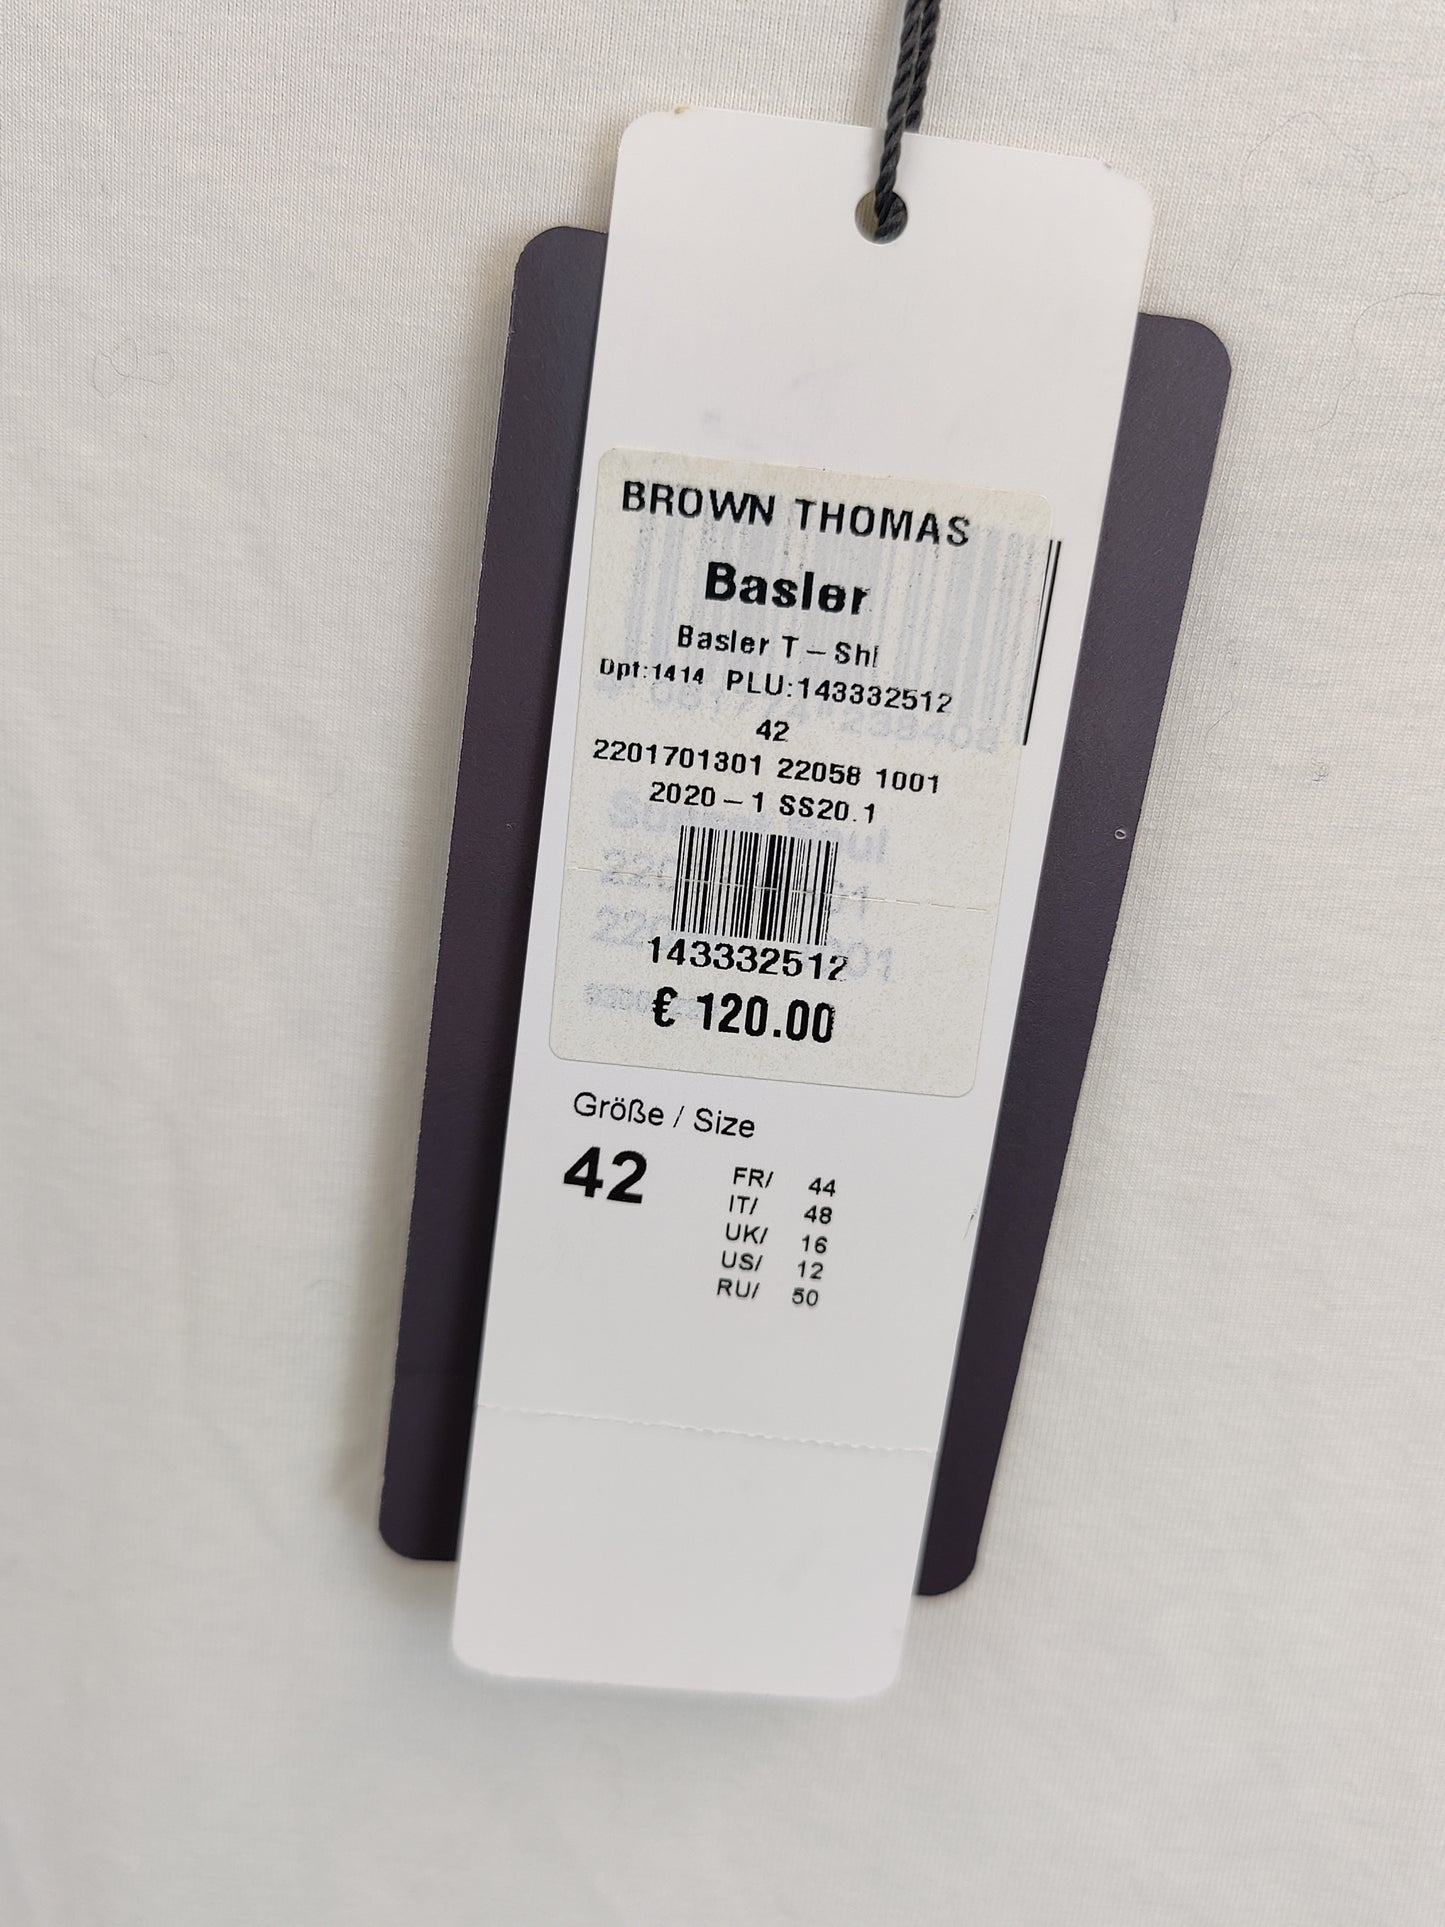 BROWN THOMAS
Basler
Basler T-Shi
Dpt:1414 PLU:143332512
42
2201701301 22058 1001
2020-1 SS20.1
143332512
€ 120.00
Größe / Size
42
FR/ 44
IT/ 48
UK/ 16
US/ 12
RU/ 50